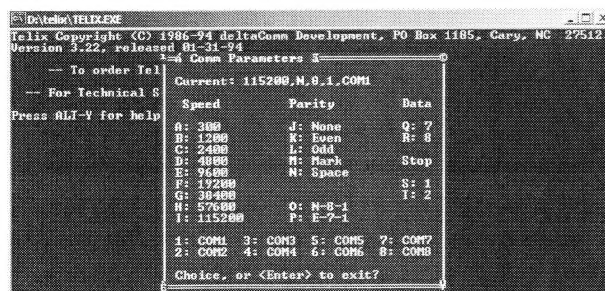 D:\telix\TELIX.EXE
Telix Copyright (C) 1986-94 deltaComm Development, PO Box 1185, Cary, NC 27512
Version 3.22, released 01-31-94
Comm Parameters
-- To order Tel
Current: 115200,N,8,1,COM1
-- For Technical S
Speed Parity Data
Press ALT-Y for help
A: 300 J: None Q: 7
B: 1200 K: Even R: 8
C: 2400 L: Odd
D: 4800 M: Mark Stop
E: 9600 N: Space
F: 19200 S: 1
G: 38400 T: 2
H: 57600 O: N-8-1
I: 115200 P: E-7-1
1: COM1 3: COM3 5: COM5 7: COM7
2: COM2 4: COM4 6: COM6 8: COM8
Choice, or <Enter> to exit?